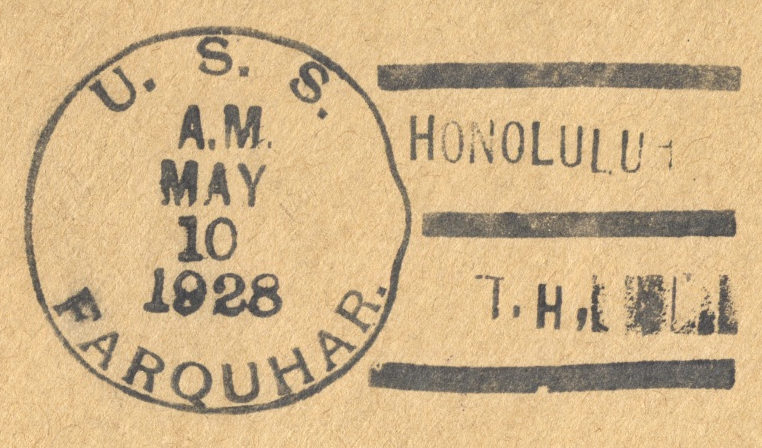 U. S. S.
A.M.
MAY
10
1928
FARQUHAR.
HONOLULU
T. H,